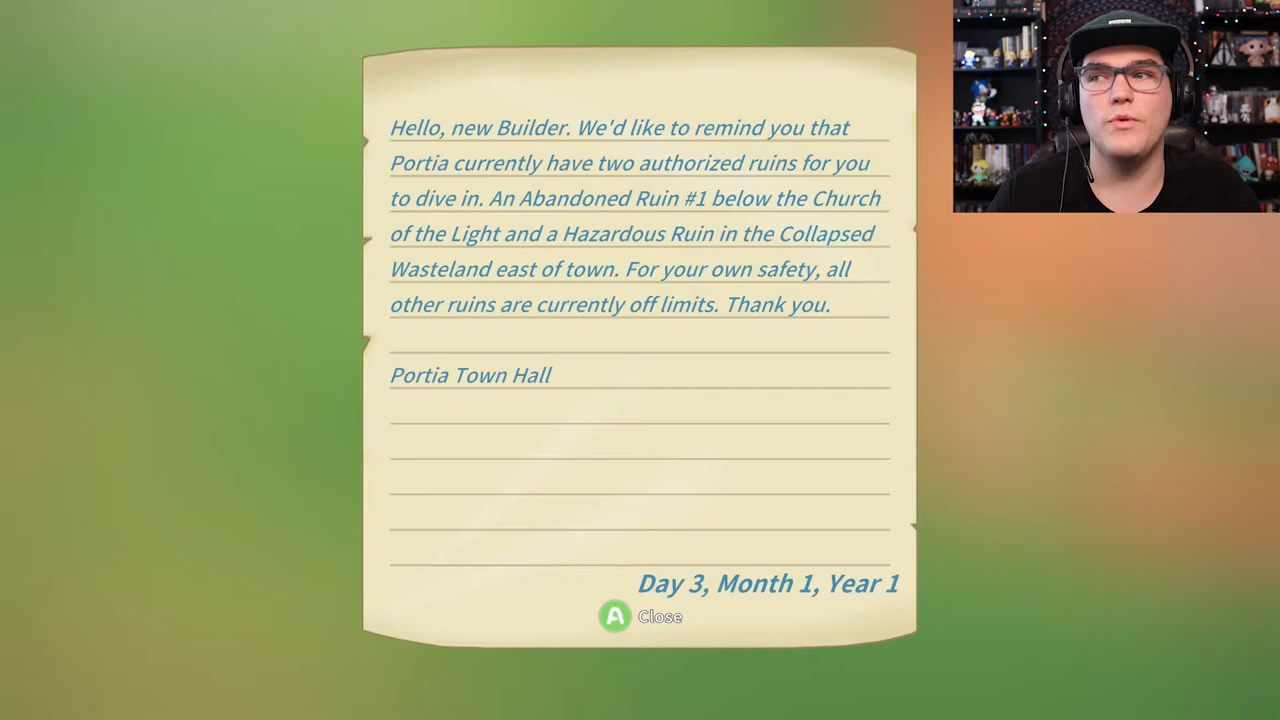 Hello, new Builder. We'd like to remind you that
Portia currently have two authorized ruins for you
to dive in. An Abandoned Ruin #1 below the Church
of the Light and a Hazardous Ruin in the Collapsed
Wasteland east of town. For your own safety, all
other ruins are currently off limits. Thank you.
Portia Town Hall
Day 3, Month 1, Year 1
A Close